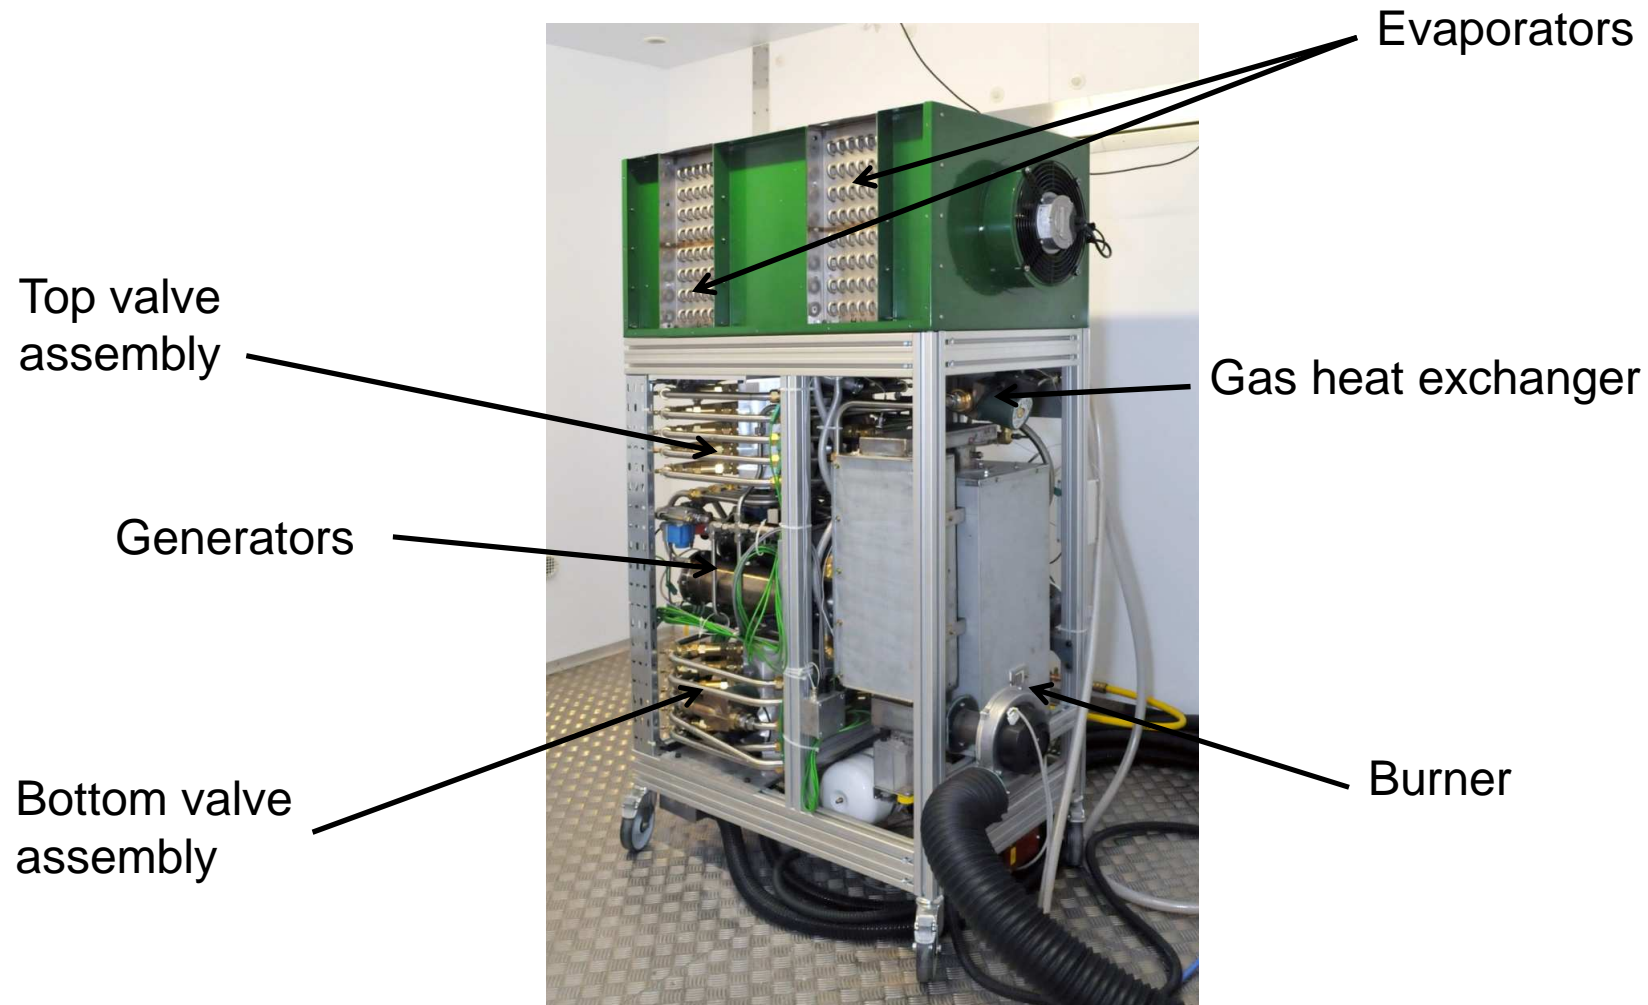 Evaporators
Top valve
assembly
Gas heat exchanger
Generators
Bottom valve
assembly
Burner